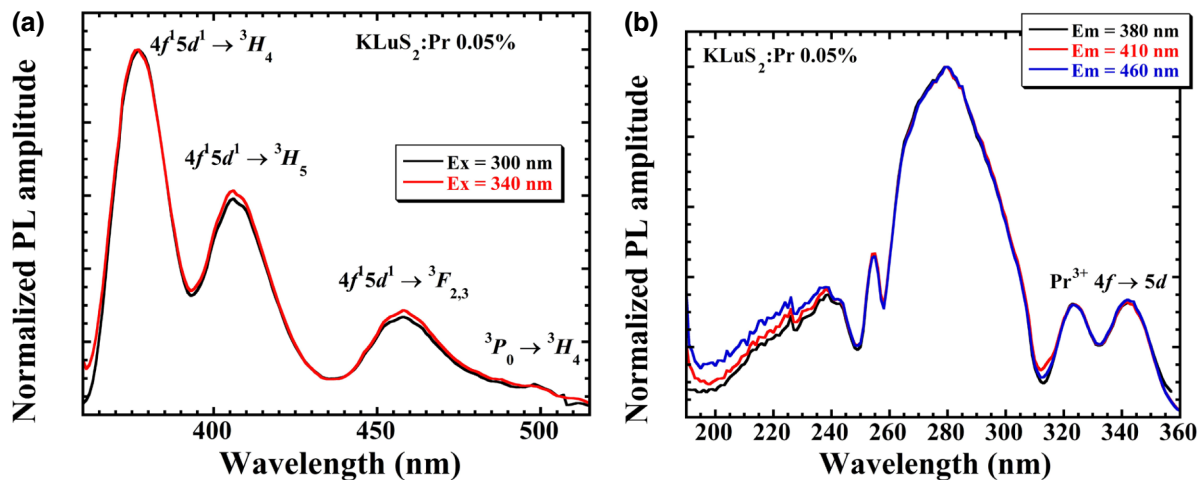 (a)
4f¹5d¹ → ³H₄
KLuS₂:Pr 0.05%
4f¹5d¹ → ³H₅
Ex = 300 nm
Ex = 340 nm
4f¹5d¹ → ³F₂,₃
³P₀ → ³H₄
Normalized PL amplitude
400 450 500
Wavelength (nm)
(b)
Em = 380 nm
Em = 410 nm
Em = 460 nm
KLuS₂:Pr 0.05%
Pr³⁺ 4f → 5d
Normalized PL amplitude
200 220 240 260 280 300 320 340 360
Wavelength (nm)